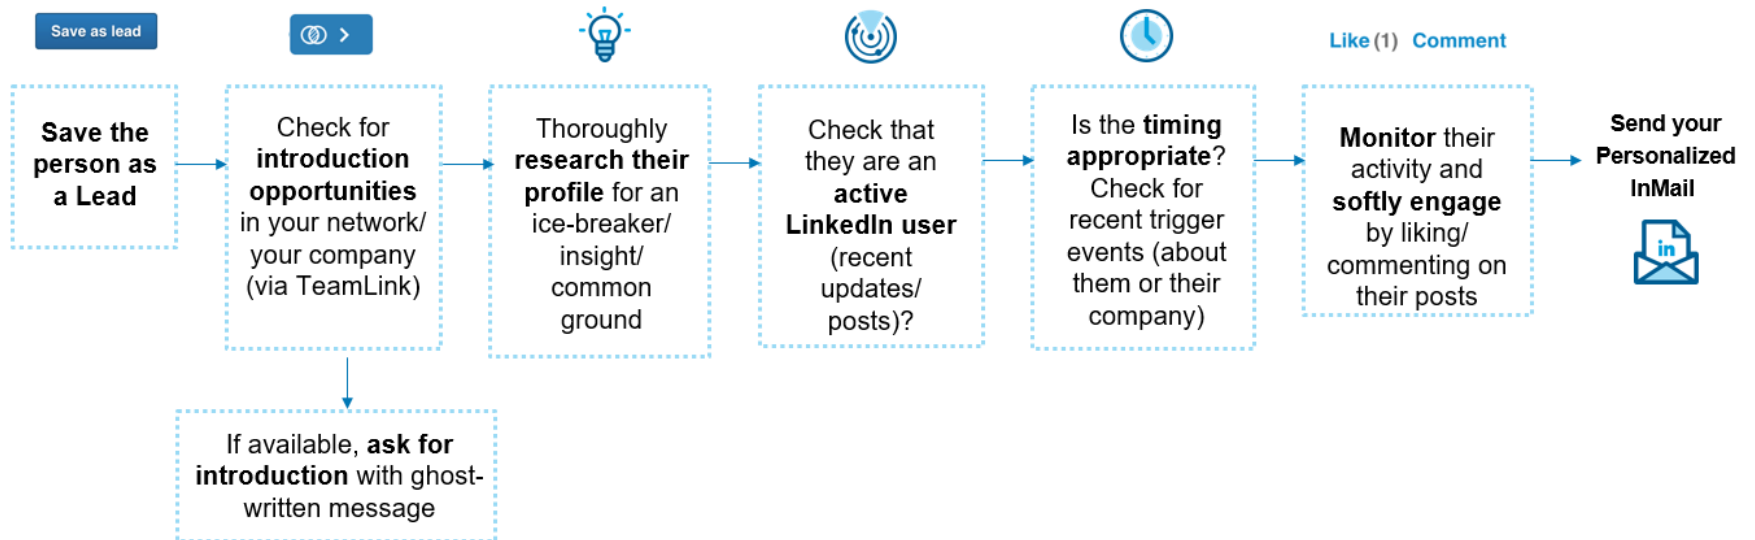 Save as lead
Like (1) Comment
Save the
person as
a Lead
Check for
introduction
opportunities
in your network/
your company
(via TeamLink)
Thoroughly
research their
profile for an
ice-breaker/
insight/
common
ground
Check that
they are an
active
LinkedIn user
(recent
updates/
posts)?
Is the timing
appropriate?
Check for
recent trigger
events (about
them or their
company)
Monitor their
activity and
softly engage
by liking/
commenting on
their posts
Send your
Personalized
InMail
in
If available, ask for
introduction with ghost-
written message